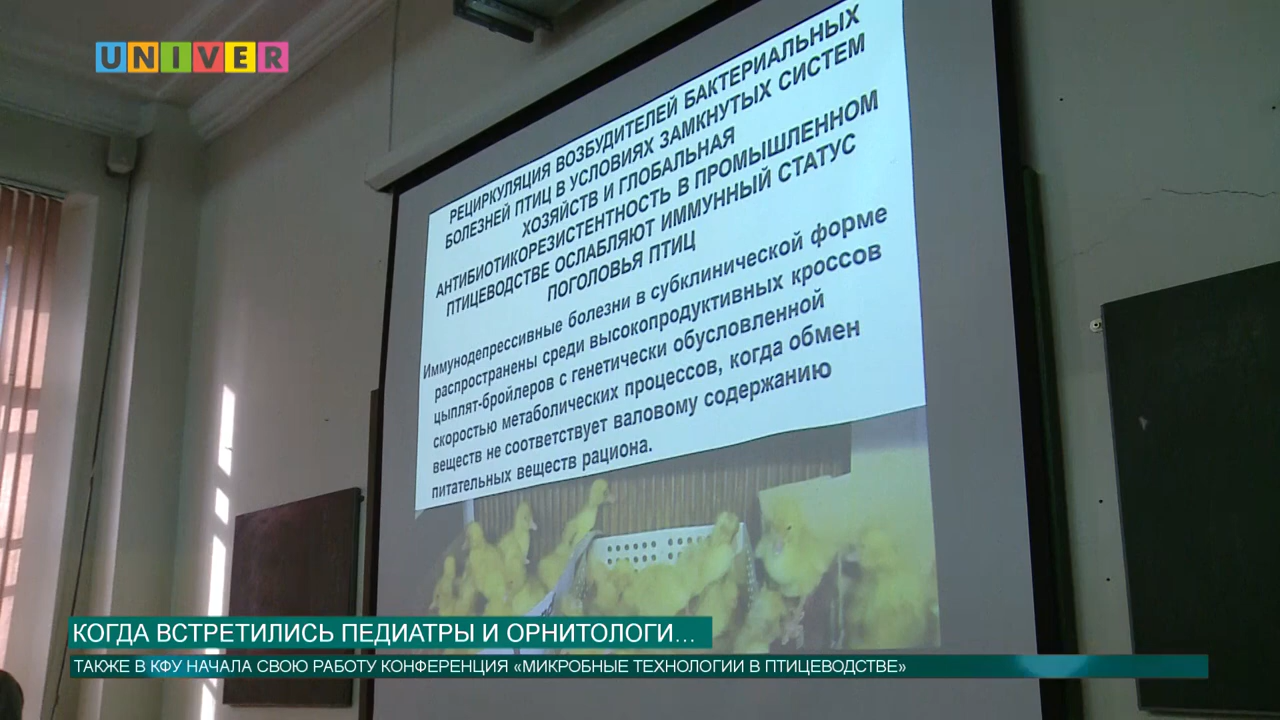 UNIVER
РЕЦИРКУЛЯЦИЯ ВОЗБУДИТЕЛЕЙ БАКТЕРИАЛЬНЫХ
БОЛЕЗНЕЙ ПТИЦ В УСЛОВИЯХ ЗАМКНУТЫХ СИСТЕМ
ХОЗЯЙСТВ И ГЛОБАЛЬНАЯ
АНТИБИОТИКОРЕЗИСТЕНТНОСТЬ В ПРОМЫШЛЕННОМ
ПТИЦЕВОДСТВЕ ОСЛАБЛЯЮТ ИММУННЫЙ СТАТУС
ПОГОЛОВЬЯ ПТИЦ
Иммунодепрессивные болезни в субклинической форме
распространены среди высокопродуктивных кроссов
цыплят-бройлеров с генетически обусловленной
скоростью метаболических процессов, когда обмен
веществ не соответствует валовому содержанию
питательных веществ рациона.
КОГДА ВСТРЕТИЛИСЬ ПЕДИАТРЫ И ОРНИТОЛОГИ...
ТАКЖЕ В КФУ НАЧАЛА СВОЮ РАБОТУ КОНФЕРЕНЦИЯ «МИКРОБНЫЕ ТЕХНОЛОГИИ В ПТИЦЕВОДСТВЕ»